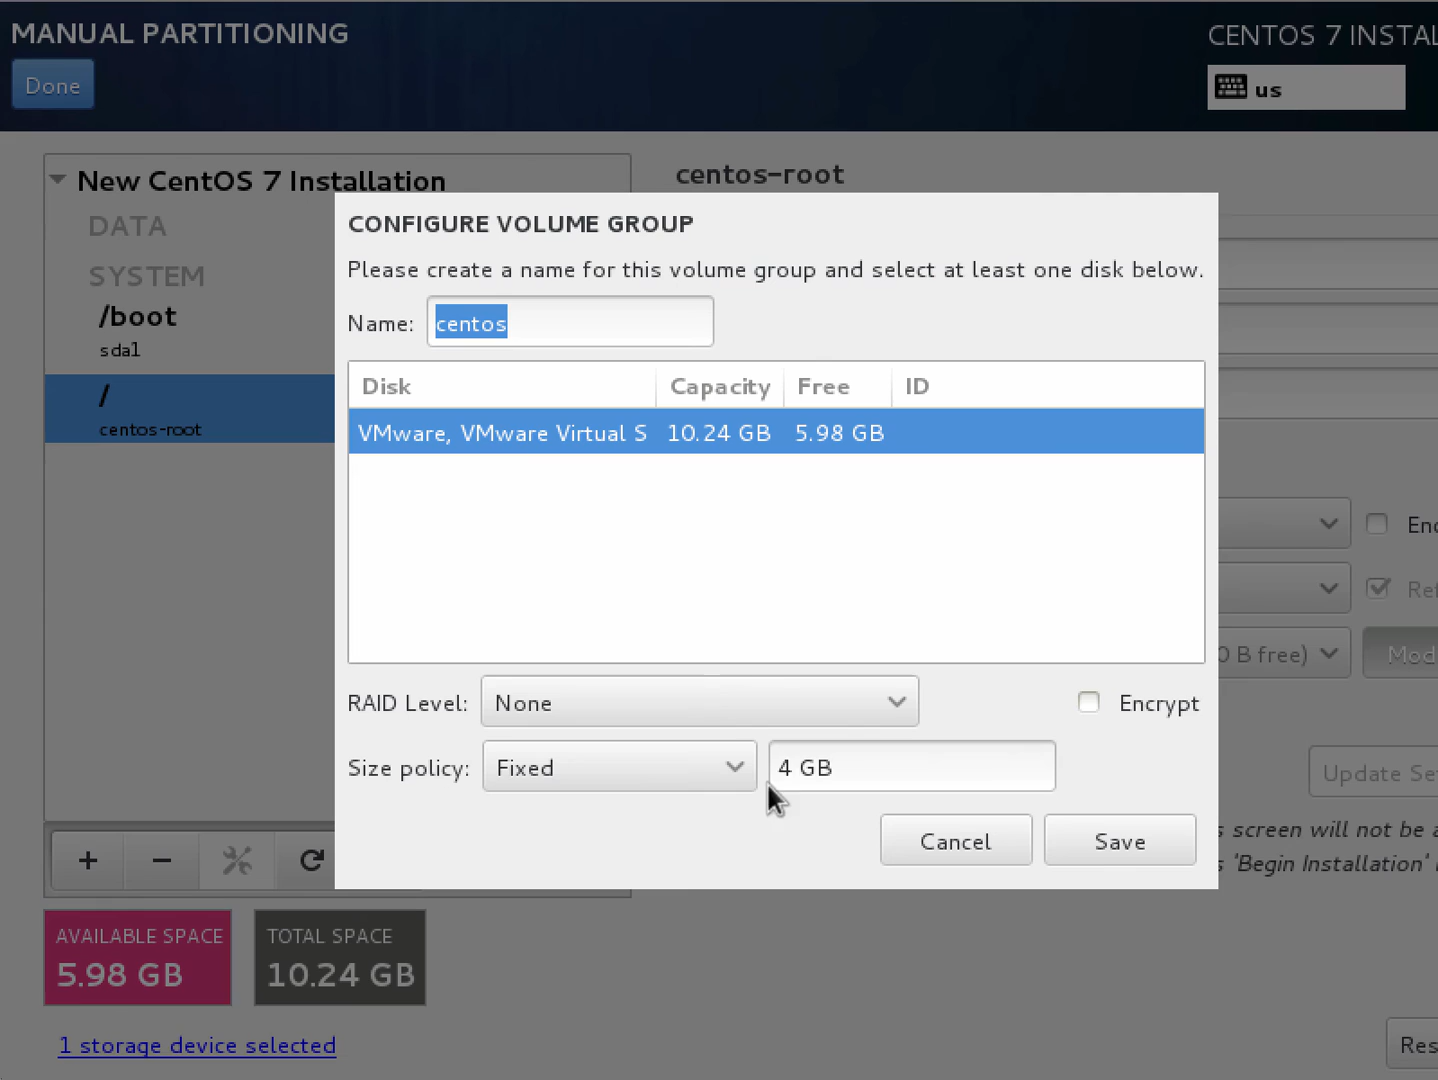 MANUAL PARTITIONING
CENTOS 7 INSTAL
Done
us
New CentOS 7 Installation
centos-root
DATA
SYSTEM
/boot
sda1
/
centos-root
CONFIGURE VOLUME GROUP
Please create a name for this volume group and select at least one disk below.
Name: centos
Disk Capacity Free ID
VMware, VMware Virtual S 10.24 GB 5.98 GB
RAID Level: None Encrypt
Size policy: Fixed 4 GB
Cancel Save
Enc
Ref
0 B free) Mod
Update Se
s screen will not be a
s 'Begin Installation'
+ −
AVAILABLE SPACE
5.98 GB
TOTAL SPACE
10.24 GB
1 storage device selected
Res